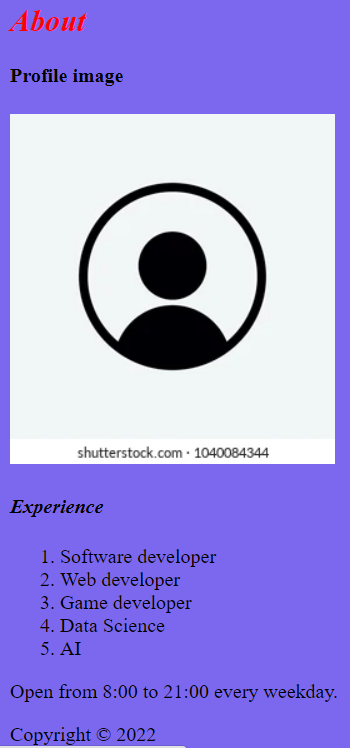 About
Profile image
shutterstock.com · 1040084344
Experience
1. Software developer
2. Web developer
3. Game developer
4. Data Science
5. AI
Open from 8:00 to 21:00 every weekday.
Copyright © 2022